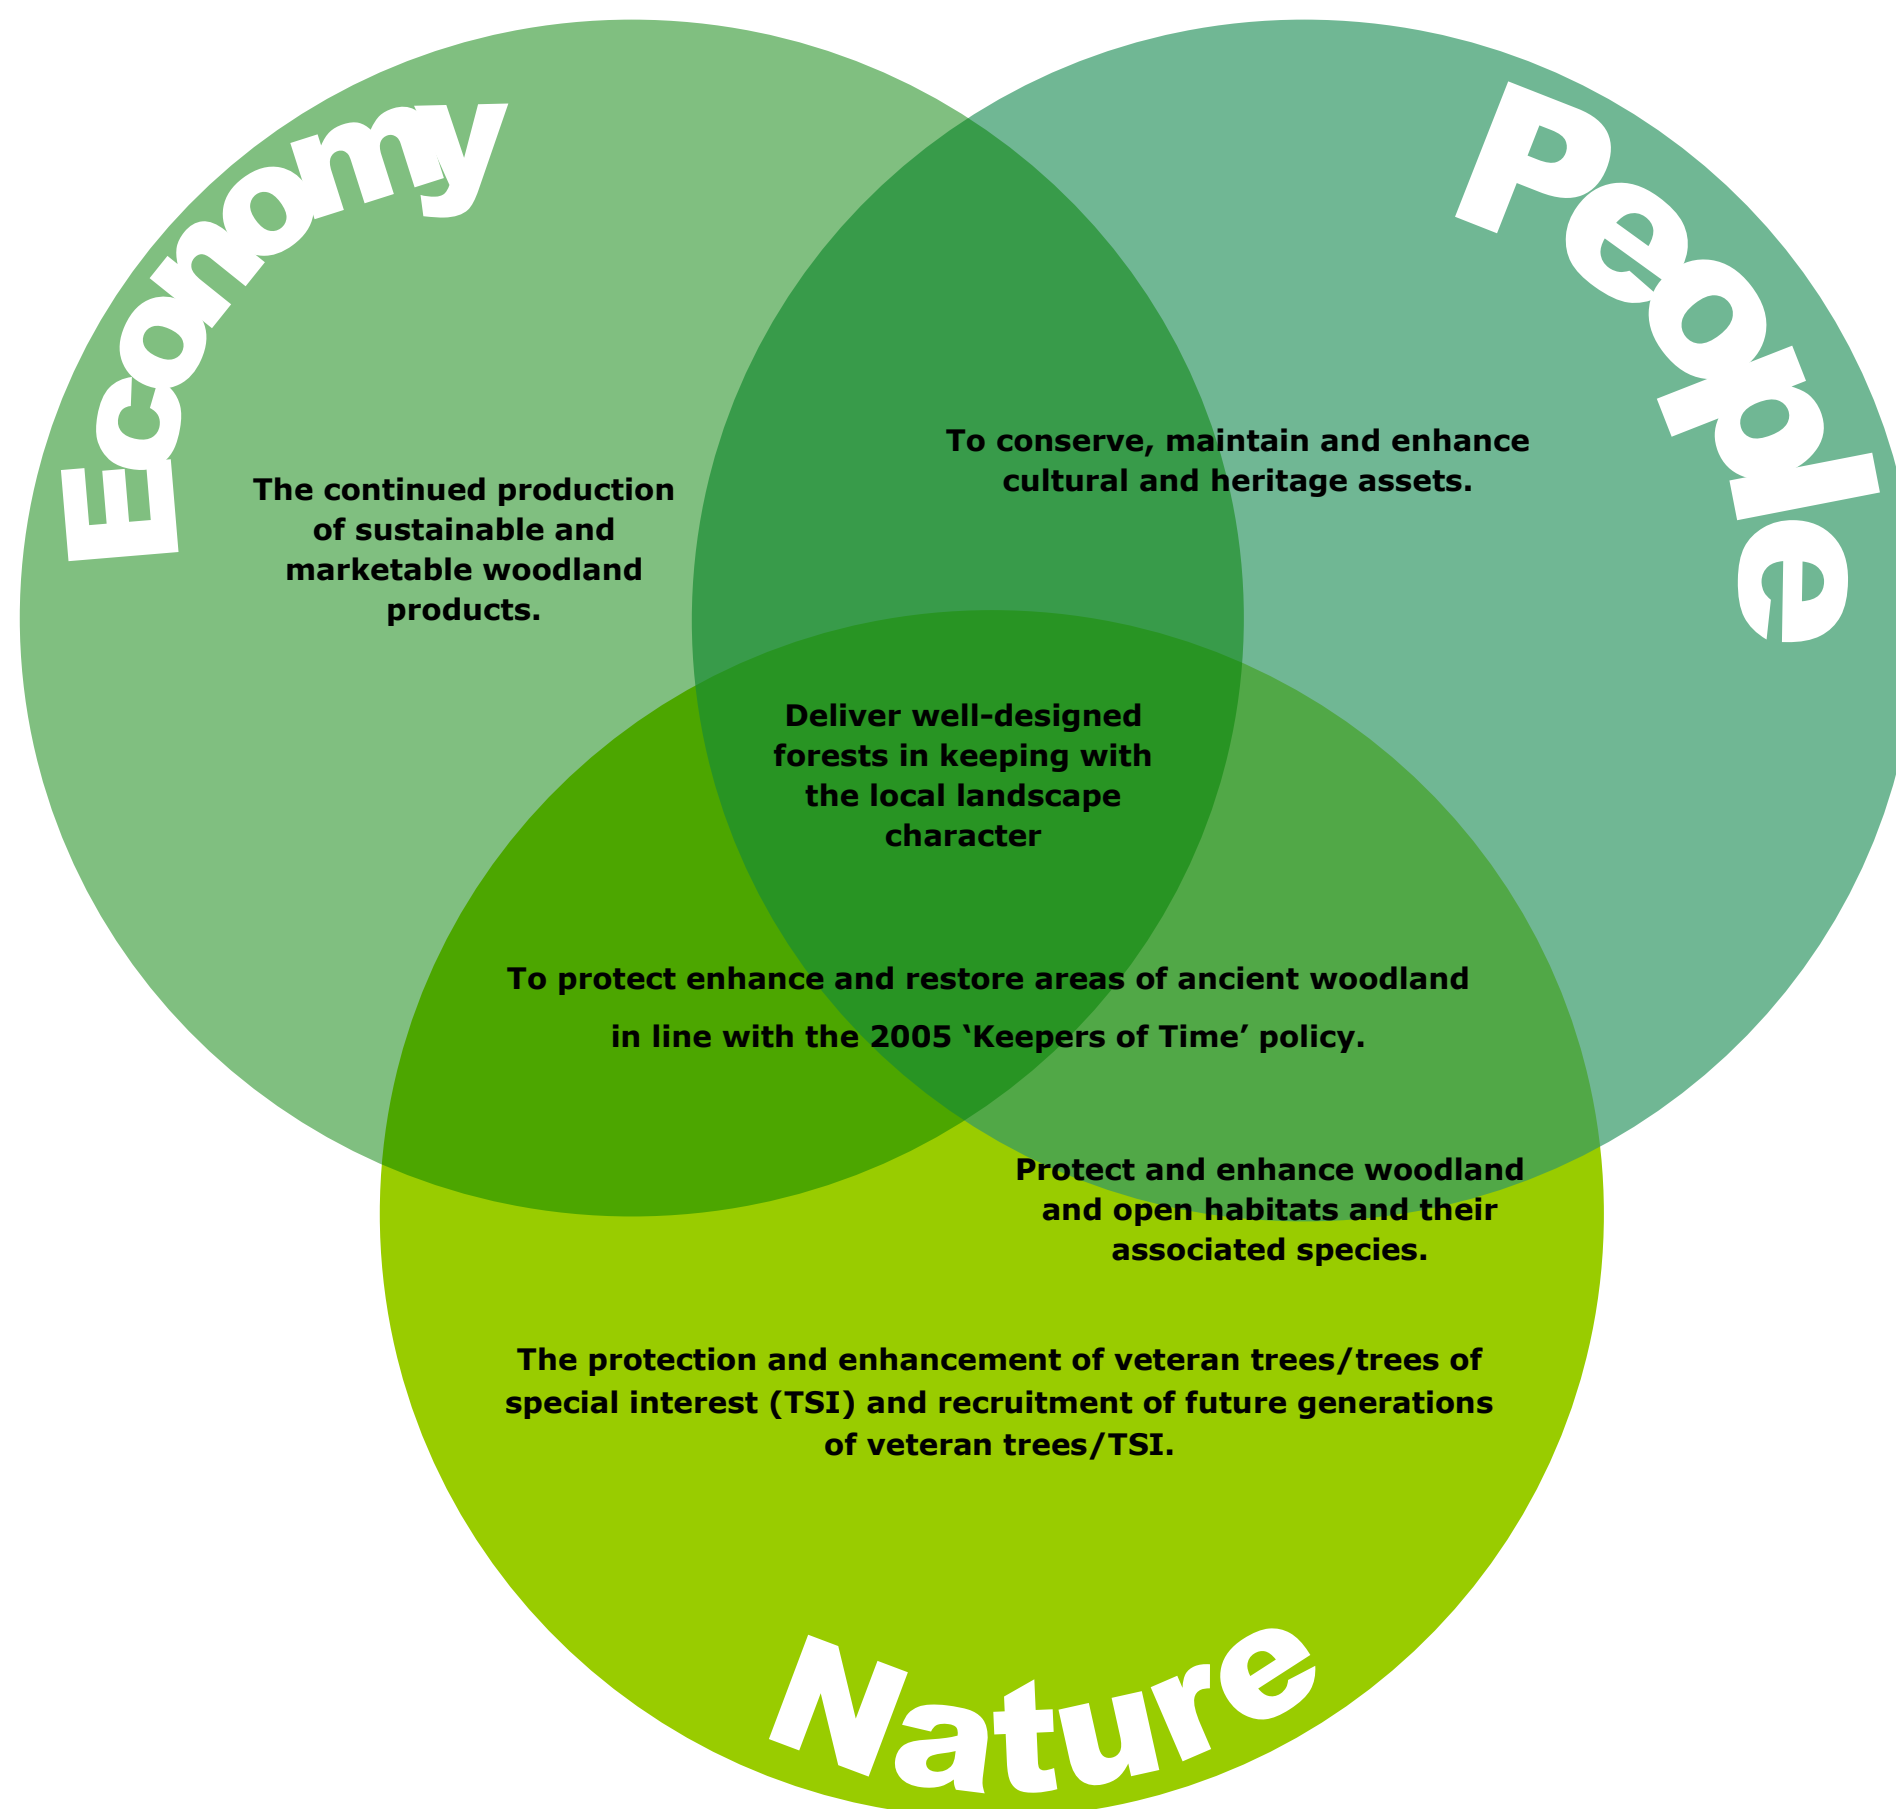 Economy
People
To conserve, maintain and enhance
cultural and heritage assets.
The continued production
of sustainable and
marketable woodland
products.
Deliver well-designed
forests in keeping with
the local landscape
character
To protect enhance and restore areas of ancient woodland
in line with the 2005 ‘Keepers of Time’ policy.
Protect and enhance woodland
and open habitats and their
associated species.
The protection and enhancement of veteran trees/trees of
special interest (TSI) and recruitment of future generations
of veteran trees/TSI.
Nature